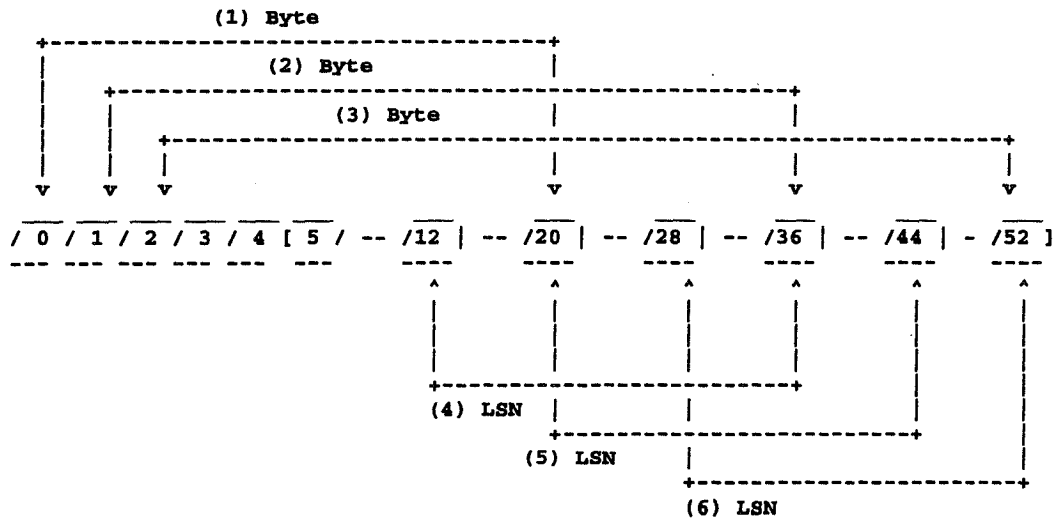 (1) Byte
(2) Byte
(3) Byte
/ 0 / 1 / 2 / 3 / 4 [ 5 / -- /12 | -- /20 | -- /28 | -- /36 | -- /44 | - /52 ]
(4) LSN
(5) LSN
(6) LSN